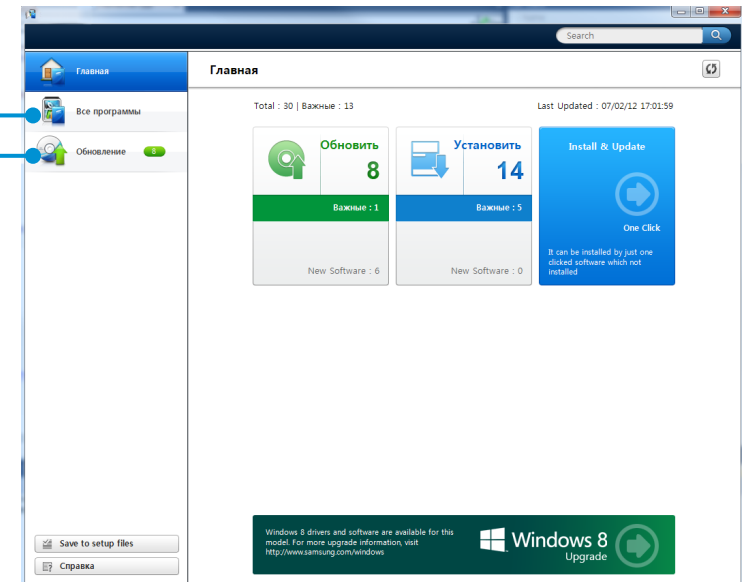 Search
Главная
Главная
Все программы
Обновление 8
Total : 30 | Важные : 13
Last Updated : 07/02/12 17:01:59
Обновить
8
Важные : 1
New Software : 6
Установить
14
Важные : 5
New Software : 0
Install & Update
One Click
It can be installed by just one
clicked software which not
installed
Windows 8 drivers and software are available for this
model. For more upgrade information, visit
http://www.samsung.com/windows
Windows 8
Upgrade
Save to setup files
Справка